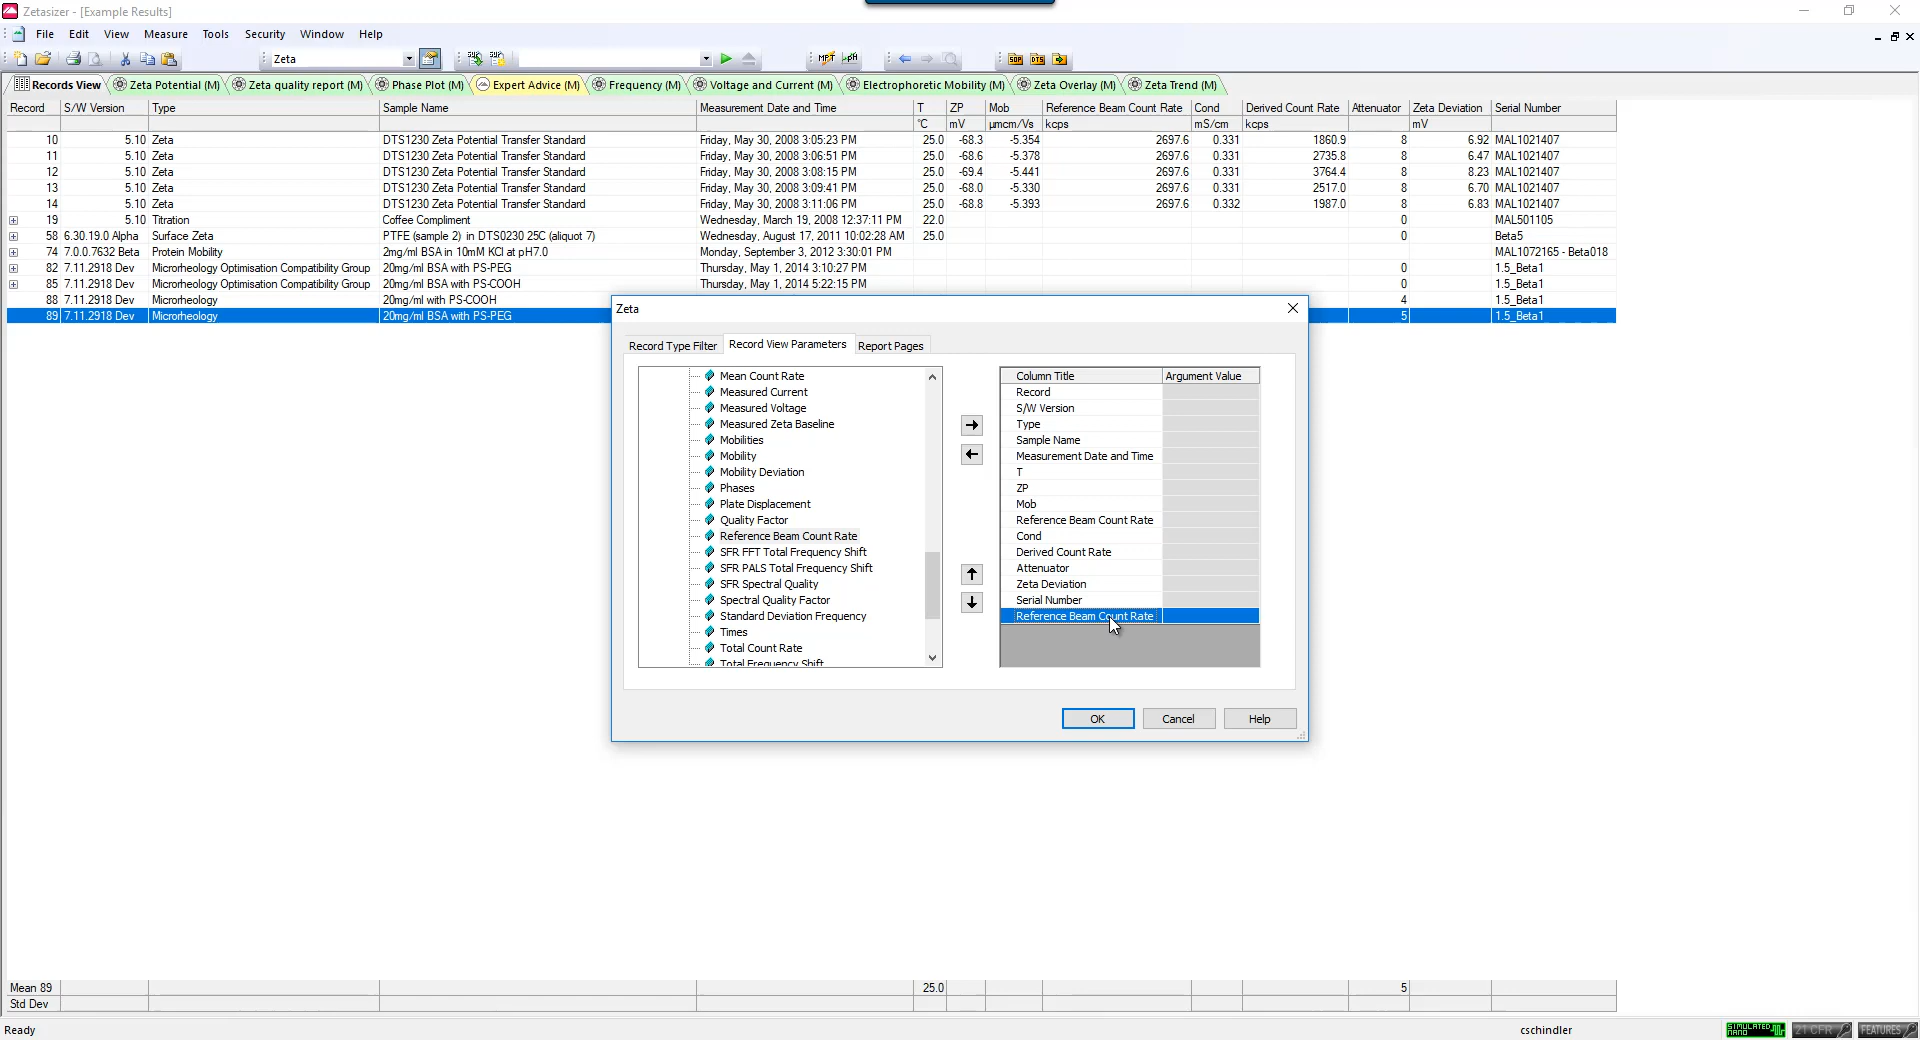 Zetasizer - [Example Results]
File Edit View Measure Tools Security Window Help
Zeta MPT pH SOP DTS
Records View Zeta Potential (M) Zeta quality report (M) Phase Plot (M) Expert Advice (M) Frequency (M) Voltage and Current (M) Electrophoretic Mobility (M) Zeta Overlay (M) Zeta Trend (M)
Record S/W Version Type Sample Name Measurement Date and Time T ZP Mob Reference Beam Count Rate Cond Derived Count Rate Attenuator Zeta Deviation Serial Number
°C mV µmcm/Vs kcps mS/cm kcps mV
10 5.10 Zeta DTS1230 Zeta Potential Transfer Standard Friday, May 30, 2008 3:05:23 PM 25.0 -68.3 -5.354 2697.6 0.331 1860.9 8 6.92 MAL1021407
11 5.10 Zeta DTS1230 Zeta Potential Transfer Standard Friday, May 30, 2008 3:06:51 PM 25.0 -68.6 -5.378 2697.6 0.331 2735.8 8 6.47 MAL1021407
12 5.10 Zeta DTS1230 Zeta Potential Transfer Standard Friday, May 30, 2008 3:08:15 PM 25.0 -69.4 -5.441 2697.6 0.331 3764.4 8 8.23 MAL1021407
13 5.10 Zeta DTS1230 Zeta Potential Transfer Standard Friday, May 30, 2008 3:09:41 PM 25.0 -68.0 -5.330 2697.6 0.331 2517.0 8 6.70 MAL1021407
14 5.10 Zeta DTS1230 Zeta Potential Transfer Standard Friday, May 30, 2008 3:11:06 PM 25.0 -68.8 -5.393 2697.6 0.332 1987.0 8 6.83 MAL1021407
19 5.10 Titration Coffee Compliment Wednesday, March 19, 2008 12:37:11 PM 22.0 0 MAL501105
58 6.30.19.0 Alpha Surface Zeta PTFE (sample 2) in DTS0230 25C (aliquot 7) Wednesday, August 17, 2011 10:02:28 AM 25.0 0 Beta5
74 7.0.0.7632 Beta Protein Mobility 2mg/ml BSA in 10mM KCl at pH7.0 Monday, September 3, 2012 3:30:01 PM MAL1072165 - Beta018
82 7.11.2918 Dev Microrheology Optimisation Compatibility Group 20mg/ml BSA with PS-PEG Thursday, May 1, 2014 3:10:27 PM 0 1.5_Beta1
85 7.11.2918 Dev Microrheology Optimisation Compatibility Group 20mg/ml BSA with PS-COOH Thursday, May 1, 2014 5:22:15 PM 0 1.5_Beta1
88 7.11.2918 Dev Microrheology 20mg/ml with PS-COOH 4 1.5_Beta1
89 7.11.2918 Dev Microrheology 20mg/ml BSA with PS-PEG 5 1.5_Beta1
Zeta
Record Type Filter Record View Parameters Report Pages
Mean Count Rate
Measured Current
Measured Voltage
Measured Zeta Baseline
Mobilities
Mobility
Mobility Deviation
Phases
Plate Displacement
Quality Factor
Reference Beam Count Rate
SFR FFT Total Frequency Shift
SFR PALS Total Frequency Shift
SFR Spectral Quality
Spectral Quality Factor
Standard Deviation Frequency
Times
Total Count Rate
Total Frequency Shift
Column Title Argument Value
Record
S/W Version
Type
Sample Name
Measurement Date and Time
T
ZP
Mob
Reference Beam Count Rate
Cond
Derived Count Rate
Attenuator
Zeta Deviation
Serial Number
Reference Beam Count Rate
OK Cancel Help
Mean 89 25.0 5
Std Dev
Ready cschindler SIMULATED NANO 21 CFR FEATURES